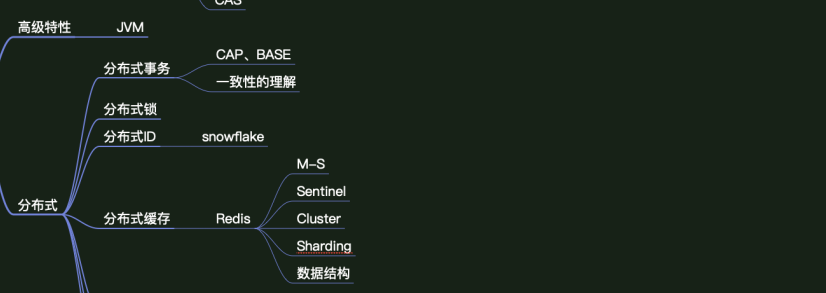 CAS
高级特性
JVM
分布式事务
CAP、BASE
一致性的理解
分布式锁
分布式ID
snowflake
分布式
分布式缓存
Redis
M-S
Sentinel
Cluster
Sharding
数据结构